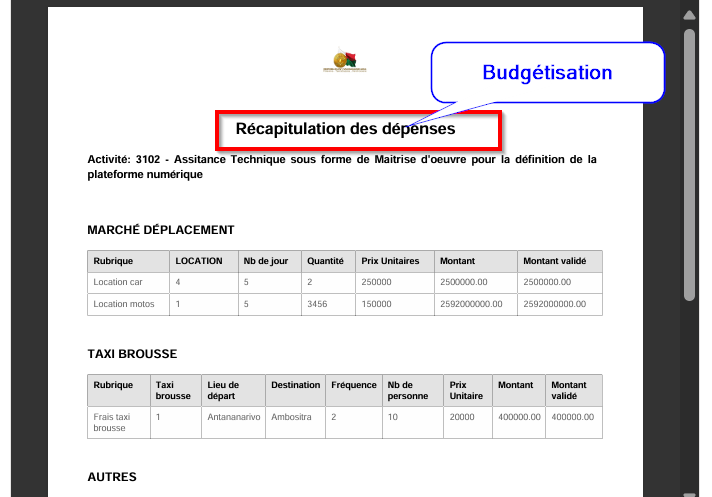 Budgétisation
Récapitulation des dépenses
Activité: 3102 - Assitance Technique sous forme de Maitrise d'oeuvre pour la définition de la
plateforme numérique
MARCHÉ DÉPLACEMENT
Rubrique LOCATION Nb de jour Quantité Prix Unitaires Montant Montant validé
Location car 4 5 2 250000 2500000.00 2500000.00
Location motos 1 5 3456 150000 2592000000.00 2592000000.00
TAXI BROUSSE
Rubrique Taxi brousse Lieu de départ Destination Fréquence Nb de personne Prix Unitaire Montant Montant validé
Frais taxi brousse 1 Antananarivo Ambositra 2 10 20000 400000.00 400000.00
AUTRES